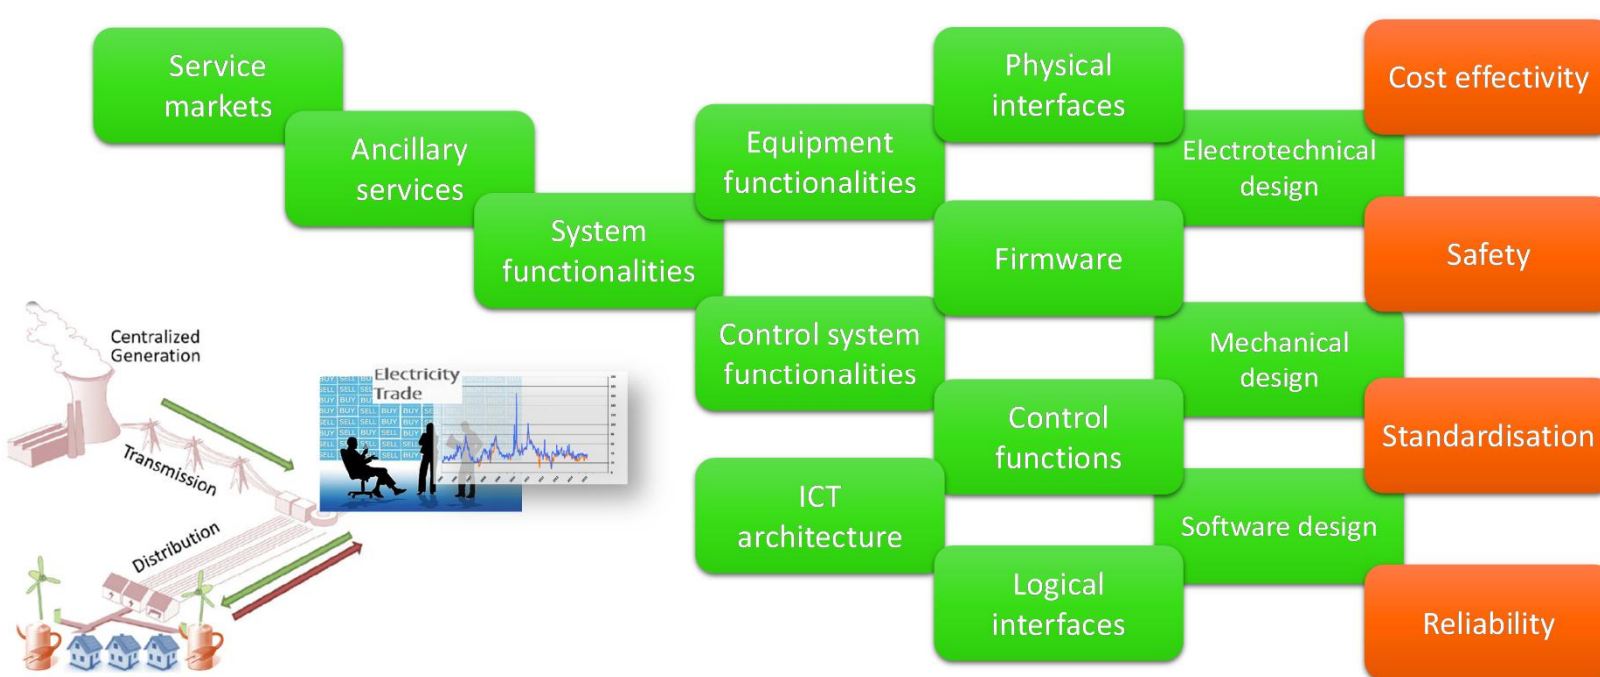 Service
markets
Ancillary
services
System
functionalities
Equipment
functionalities
Control system
functionalities
ICT
architecture
Physical
interfaces
Firmware
Control
functions
Logical
interfaces
Electrotechnical
design
Mechanical
design
Software design
Cost effectivity
Safety
Standardisation
Reliability
Centralized
Generation
Transmission
Distribution
Electricity
Trade